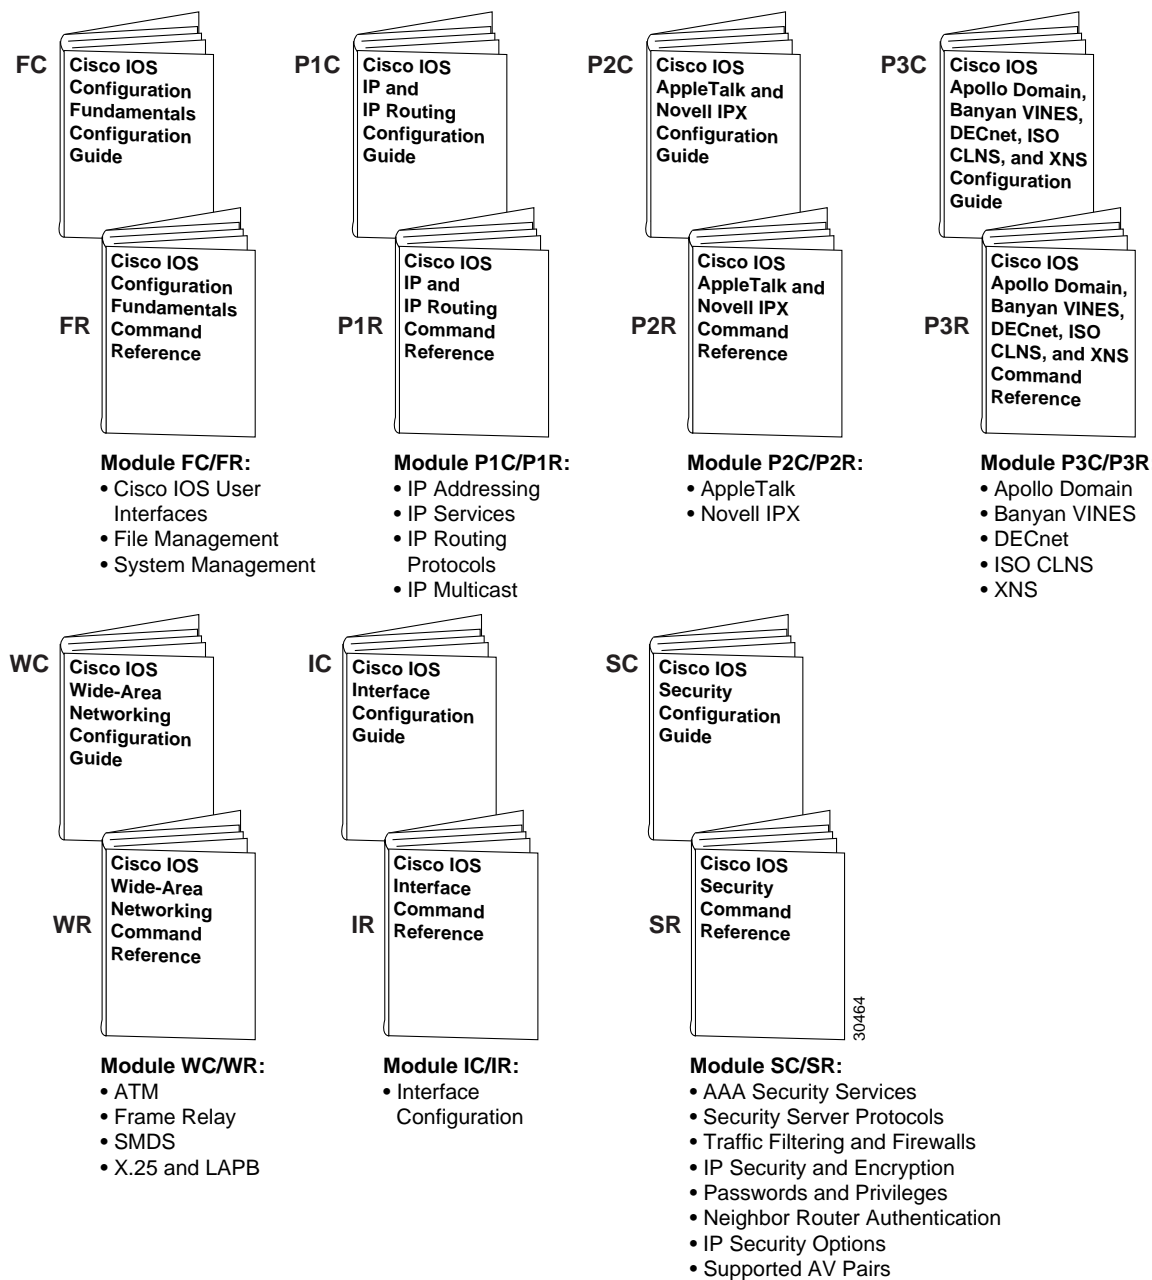 FC
Cisco IOS
Configuration
Fundamentals
Configuration
Guide
FR
Cisco IOS
Configuration
Fundamentals
Command
Reference
Module FC/FR:
• Cisco IOS User
Interfaces
• File Management
• System Management
P1C
Cisco IOS
IP and
IP Routing
Configuration
Guide
P1R
Cisco IOS
IP and
IP Routing
Command
Reference
Module P1C/P1R:
• IP Addressing
• IP Services
• IP Routing
Protocols
• IP Multicast
P2C
Cisco IOS
AppleTalk and
Novell IPX
Configuration
Guide
P2R
Cisco IOS
AppleTalk and
Novell IPX
Command
Reference
Module P2C/P2R:
• AppleTalk
• Novell IPX
P3C
Cisco IOS
Apollo Domain,
Banyan VINES,
DECnet, ISO
CLNS, and XNS
Configuration
Guide
P3R
Cisco IOS
Apollo Domain,
Banyan VINES,
DECnet, ISO
CLNS, and XNS
Command
Reference
Module P3C/P3R
• Apollo Domain
• Banyan VINES
• DECnet
• ISO CLNS
• XNS
WC
Cisco IOS
Wide-Area
Networking
Configuration
Guide
WR
Cisco IOS
Wide-Area
Networking
Command
Reference
Module WC/WR:
• ATM
• Frame Relay
• SMDS
• X.25 and LAPB
IC
Cisco IOS
Interface
Configuration
Guide
IR
Cisco IOS
Interface
Command
Reference
Module IC/IR:
• Interface
Configuration
SC
Cisco IOS
Security
Configuration
Guide
SR
Cisco IOS
Security
Command
Reference
30464
Module SC/SR:
• AAA Security Services
• Security Server Protocols
• Traffic Filtering and Firewalls
• IP Security and Encryption
• Passwords and Privileges
• Neighbor Router Authentication
• IP Security Options
• Supported AV Pairs